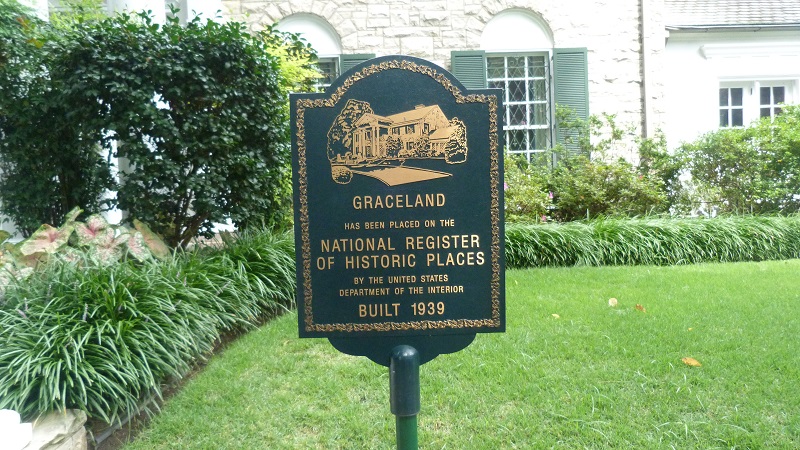 GRACELAND
HAS BEEN PLACED ON THE
NATIONAL REGISTER
OF HISTORIC PLACES
BY THE UNITED STATES
DEPARTMENT OF THE INTERIOR
BUILT 1939